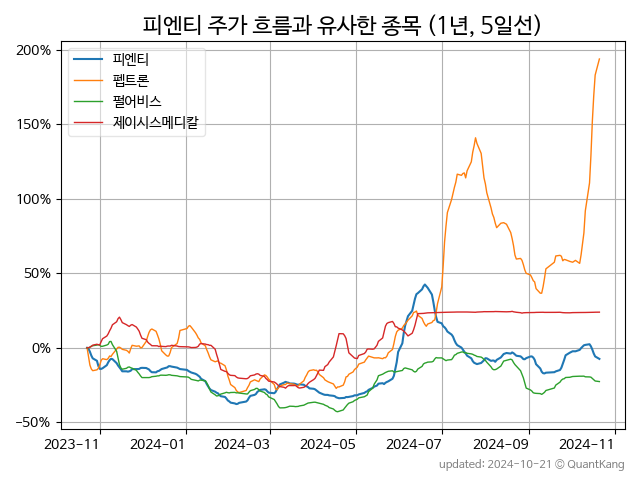 피엔티 주가 흐름과 유사한 종목 (1년, 5일선)
피엔티
펩트론
펄어비스
제이시스메디칼
200%
150%
100%
50%
0%
−50%
2023-11 2024-01 2024-03 2024-05 2024-07 2024-09 2024-11
updated: 2024-10-21 © QuantKang